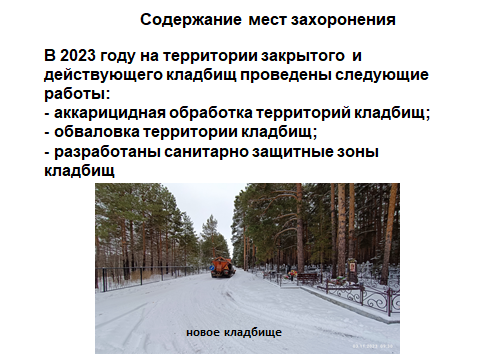 Содержание мест захоронения
В 2023 году на территории закрытого и
действующего кладбищ проведены следующие
работы:
- аккарицидная обработка территорий кладбищ;
- обваловка территории кладбищ;
- разработаны санитарно защитные зоны
кладбищ
новое кладбище